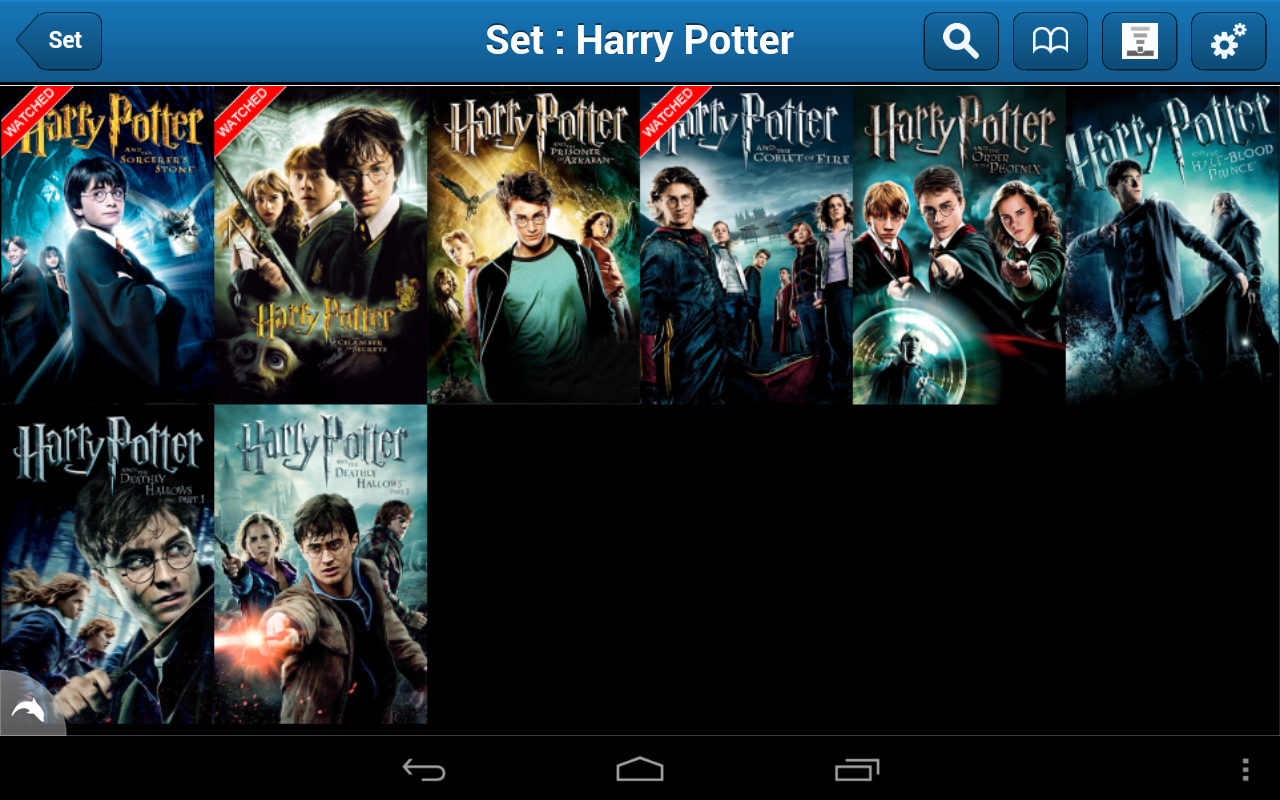 Set
Set : Harry Potter
WATCHED
Harry Potter
AND THE
SORCERER'S
STONE
WATCHED
Harry Potter
AND THE
CHAMBER
OF SECRETS
Harry Potter
AND THE
PRISONER
OF AZKABAN
WATCHED
Harry Potter
AND THE
GOBLET OF FIRE
Harry Potter
AND THE
ORDER
OF THE
PHOENIX
Harry Potter
AND THE
HALF-BLOOD
PRINCE
Harry Potter
AND THE
DEATHLY
HALLOWS
PART 1
Harry Potter
AND THE
DEATHLY
HALLOWS
PART 2